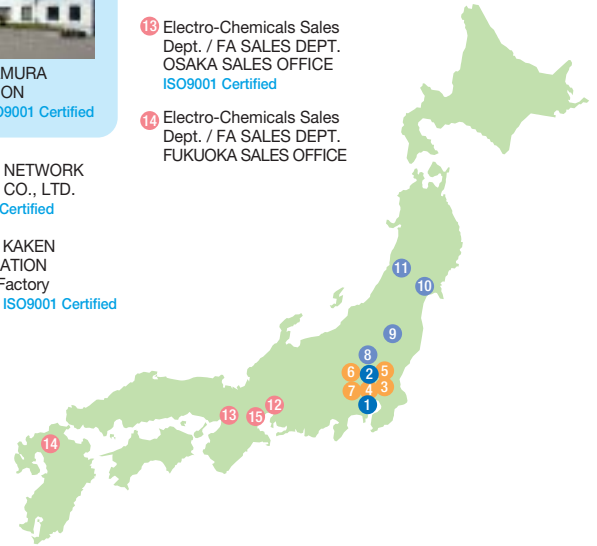 AMURA
ON
O9001 Certified
NETWORK
CO., LTD.
Certified
KAKEN
ATION
Factory
ISO9001 Certified
13 Electro-Chemicals Sales
Dept. / FA SALES DEPT.
OSAKA SALES OFFICE
ISO9001 Certified
14 Electro-Chemicals Sales
Dept. / FA SALES DEPT.
FUKUOKA SALES OFFICE
11
10
9
8
6 2 5
7 4 3
1
12
13 15
14